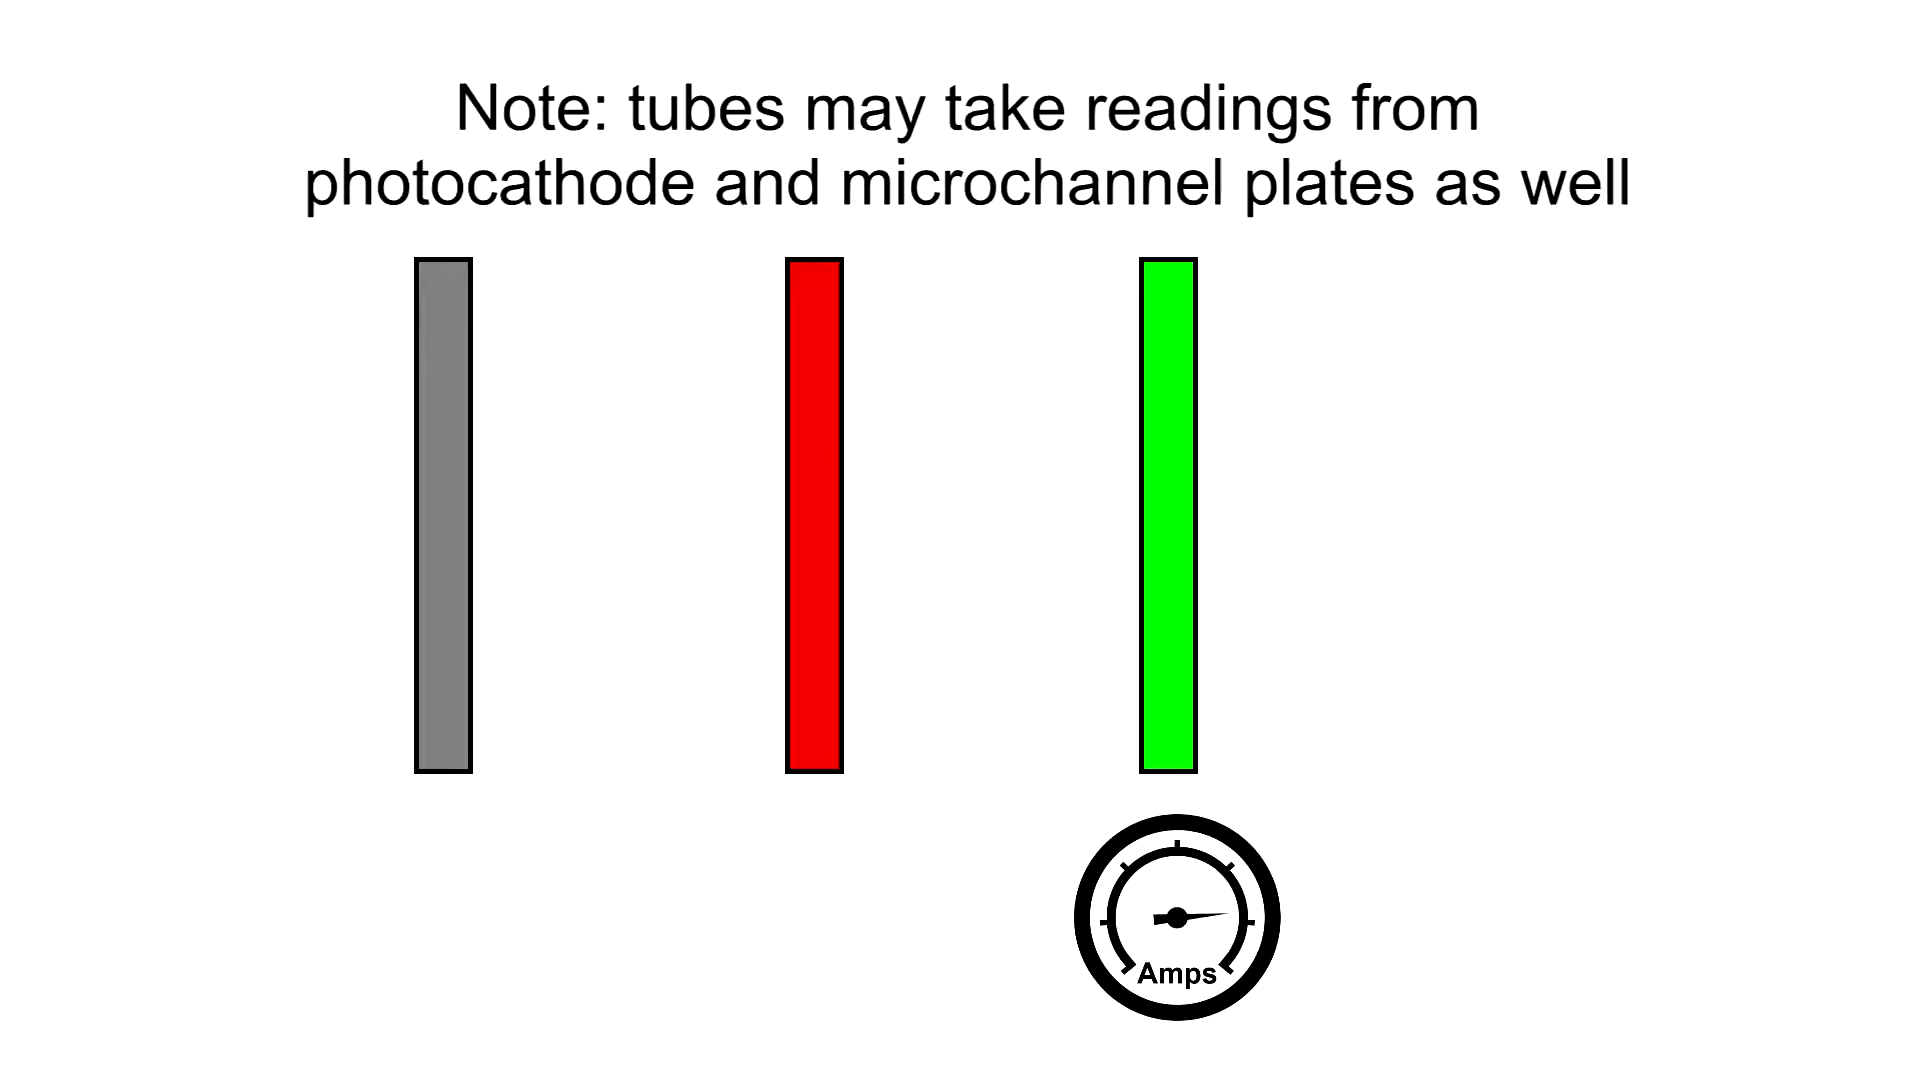 Note: tubes may take readings from
photocathode and microchannel plates as well
Amps